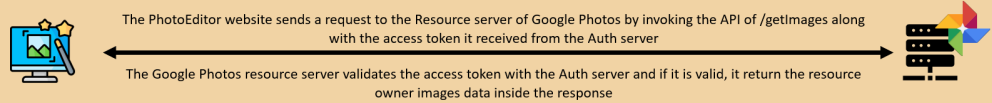 The PhotoEditor website sends a request to the Resource server of Google Photos by invoking the API of /getImages along
with the access token it received from the Auth server
The Google Photos resource server validates the access token with the Auth server and if it is valid, it return the resource
owner images data inside the response